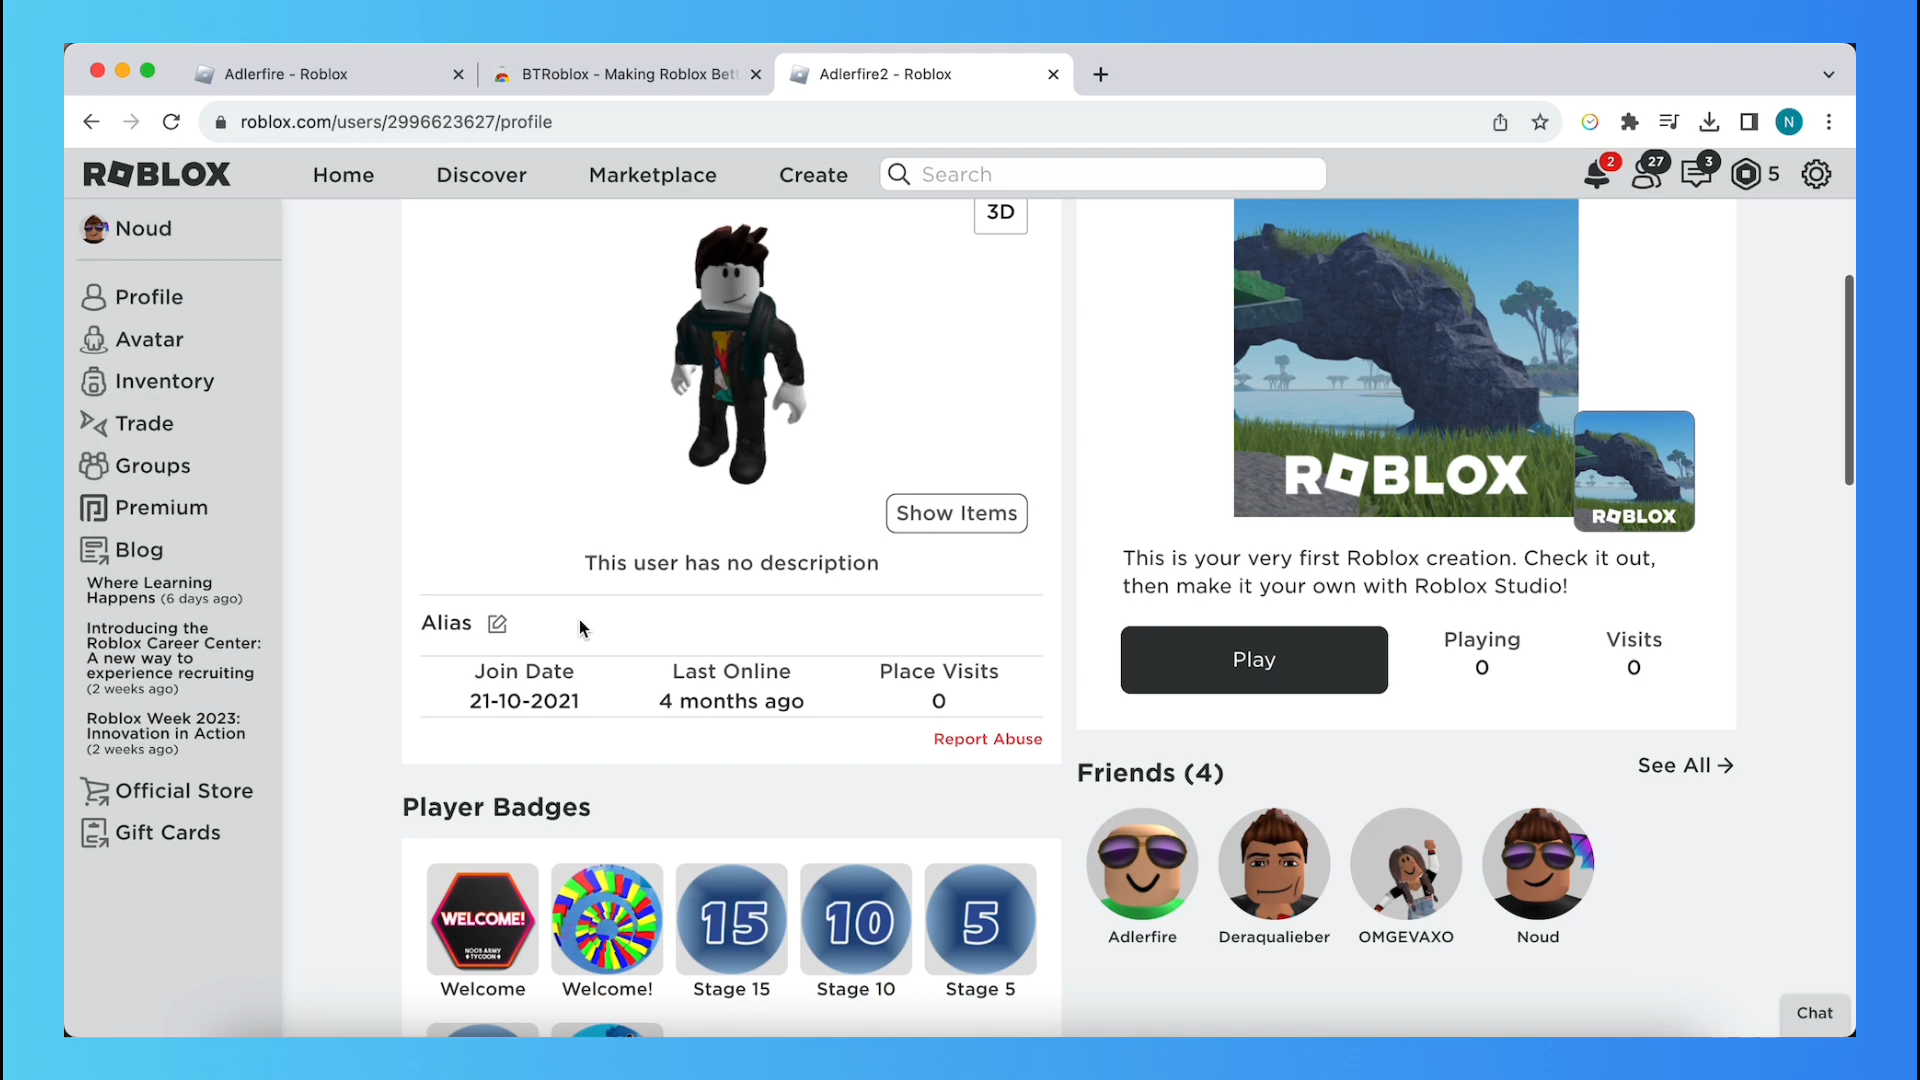 Adlerfire - Roblox
BTRoblox - Making Roblox Bett
Adlerfire2 - Roblox
roblox.com/users/2996623627/profile
N
ROBLOX
Home
Discover
Marketplace
Create
Search
2
27
3
5
Noud
Profile
Avatar
Inventory
Trade
Groups
Premium
Blog
Where Learning
Happens (6 days ago)
Introducing the
Roblox Career Center:
A new way to
experience recruiting
(2 weeks ago)
Roblox Week 2023:
Innovation in Action
(2 weeks ago)
Official Store
Gift Cards
3D
Show Items
This user has no description
Alias
Join Date
Last Online
Place Visits
21-10-2021
4 months ago
0
Report Abuse
Player Badges
WELCOME!
NOOB ARMY
TYCOON
15
10
5
Welcome
Welcome!
Stage 15
Stage 10
Stage 5
ROBLOX
ROBLOX
This is your very first Roblox creation. Check it out,
then make it your own with Roblox Studio!
Play
Playing
Visits
0
0
Friends (4)
See All
Adlerfire
Deraqualieber
OMGEVAXO
Noud
Chat